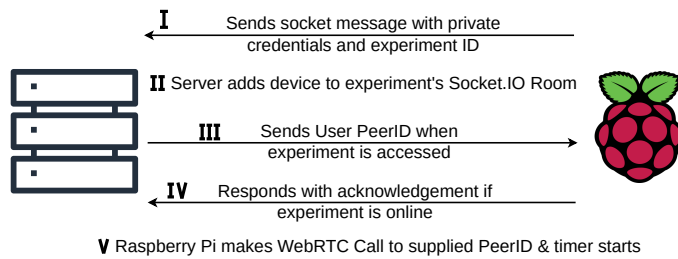 I
Sends socket message with private
credentials and experiment ID
II Server adds device to experiment's Socket.IO Room
III
Sends User PeerID when
experiment is accessed
IV
Responds with acknowledgement if
experiment is online
V Raspberry Pi makes WebRTC Call to supplied PeerID & timer starts